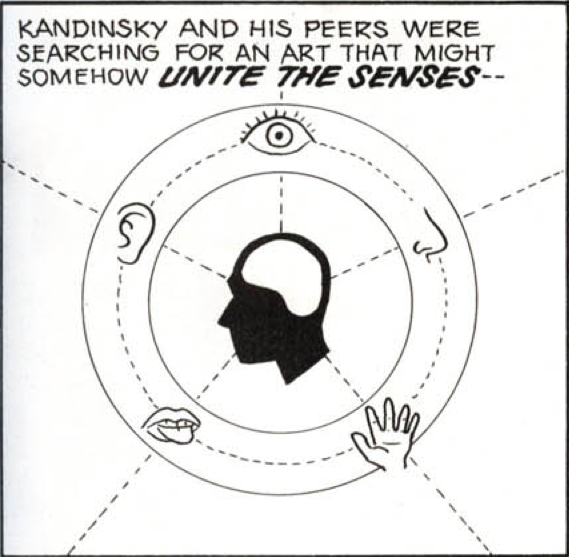 KANDINSKY AND HIS PEERS WERE
SEARCHING FOR AN ART THAT MIGHT
SOMEHOW UNITE THE SENSES--